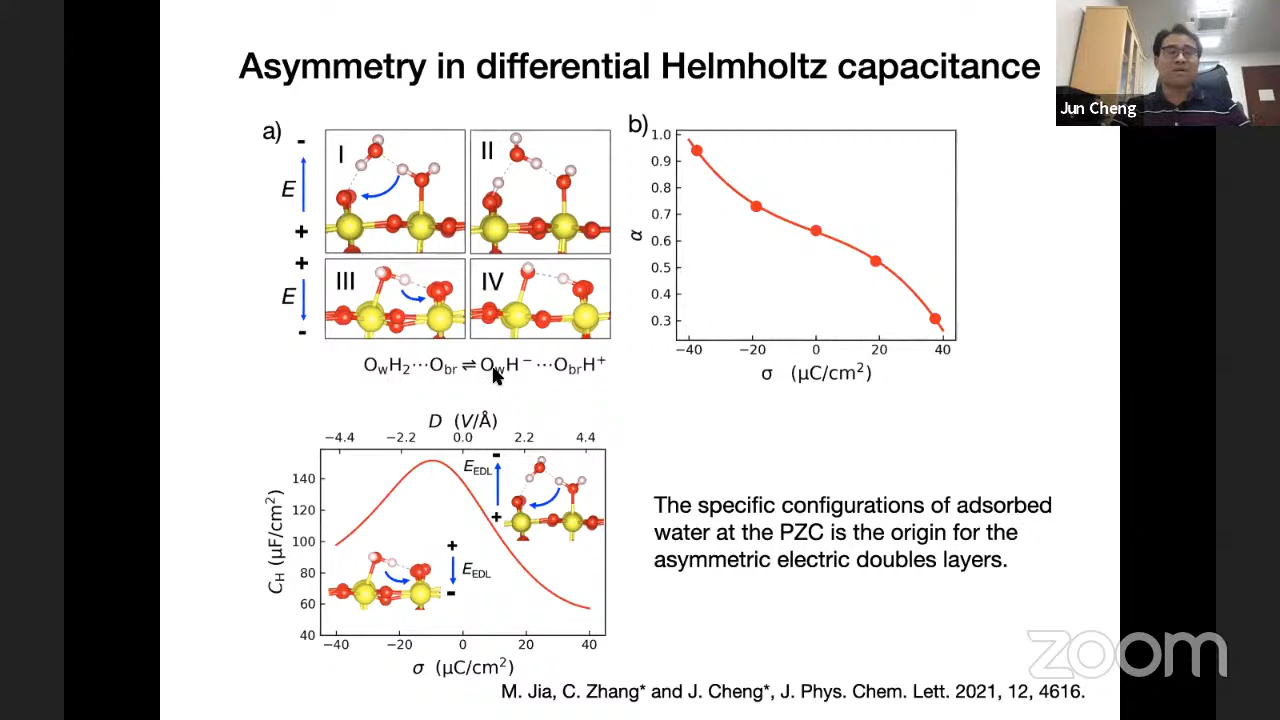 Asymmetry in differential Helmholtz capacitance
Jun Cheng
a)
-
E
+
+
E
-
I
II
III
IV
OwH2···Obr ⇌ OwH− ···ObrH+
b)
1.0
0.9
0.8
0.7
0.6
0.5
0.4
0.3
α
−40 −20 0 20 40
σ (μC/cm²)
D (V/Å)
−4.4 −2.2 0.0 2.2 4.4
140
120
100
80
60
40
CH (μF/cm²)
-
EEDL
+
+
EEDL
-
−40 −20 0 20 40
σ (μC/cm²)
The specific configurations of adsorbed
water at the PZC is the origin for the
asymmetric electric doubles layers.
zoom
M. Jia, C. Zhang* and J. Cheng*, J. Phys. Chem. Lett. 2021, 12, 4616.